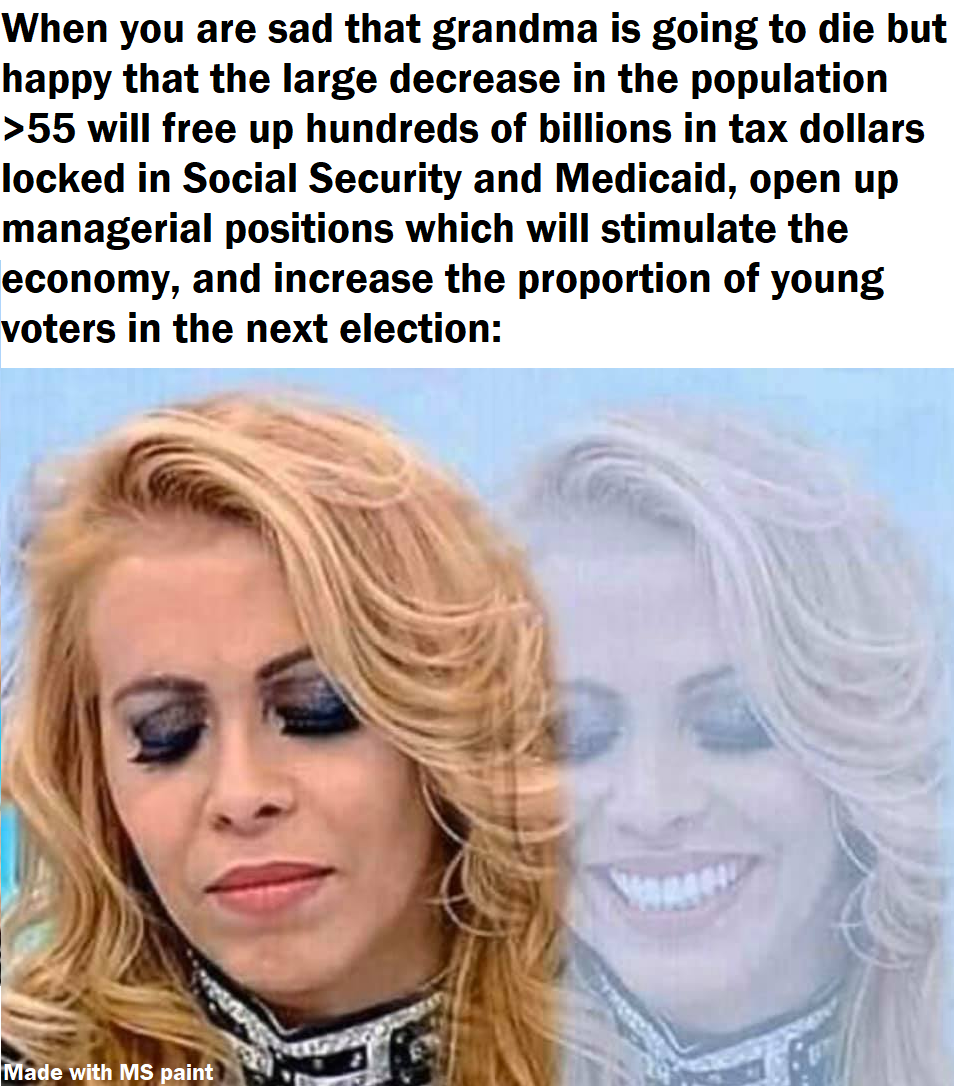 When you are sad that grandma is going to die but
happy that the large decrease in the population
>55 will free up hundreds of billions in tax dollars
locked in Social Security and Medicaid, open up
managerial positions which will stimulate the
economy, and increase the proportion of young
voters in the next election:
Made with MS paint